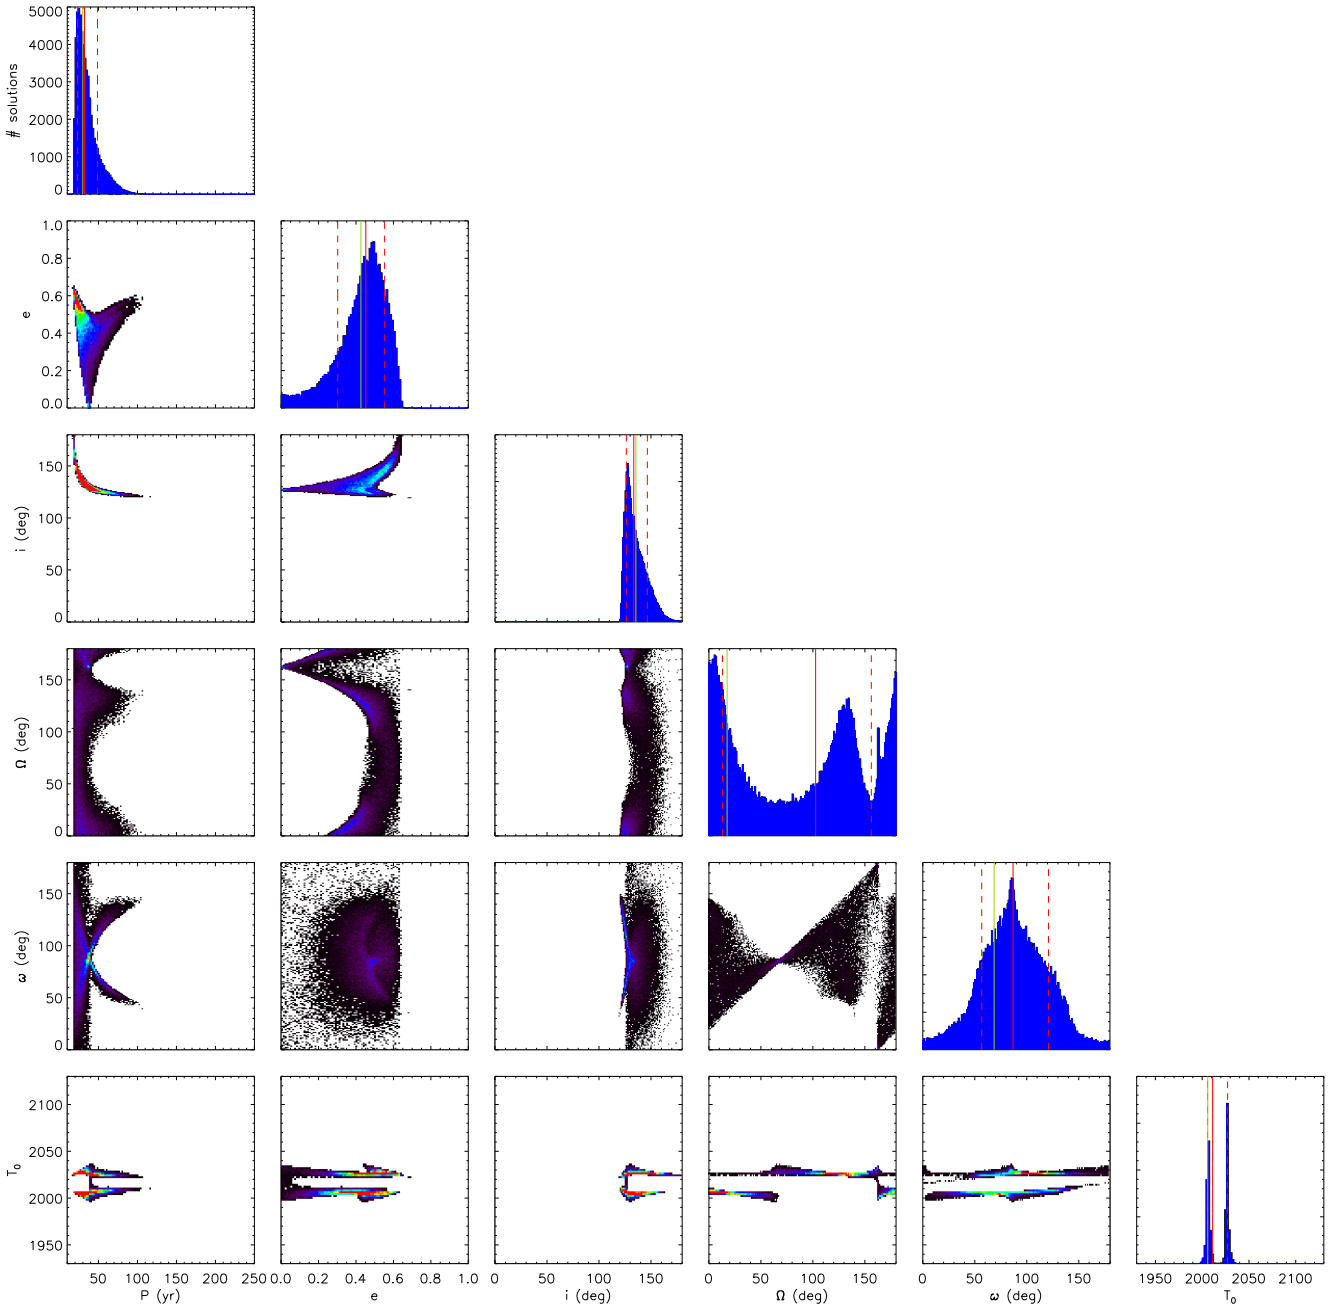 5000
4000
3000
2000
1000
0
# solutions
1.0
0.8
0.6
0.4
0.2
0.0
e
150
100
50
0
i (deg)
150
100
50
0
Ω (deg)
150
100
50
0
ω (deg)
2100
2050
2000
1950
T₀
50 100 150 200 250
0.0 0.2 0.4 0.6 0.8 1.0
0 50 100 150
0 50 100 150
0 50 100 150
1950 2000 2050 2100
P (yr)
e
i (deg)
Ω (deg)
ω (deg)
T₀